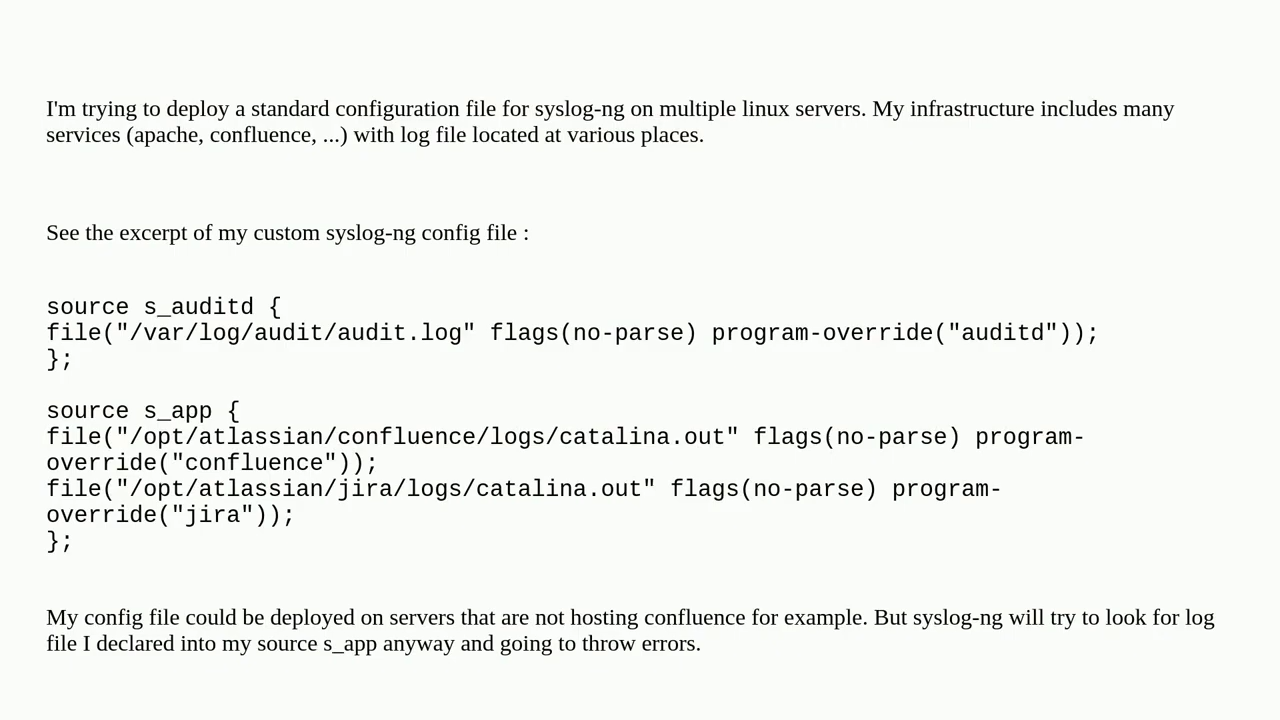 I'm trying to deploy a standard configuration file for syslog-ng on multiple linux servers. My infrastructure includes many
services (apache, confluence, ...) with log file located at various places.
See the excerpt of my custom syslog-ng config file :
source s_auditd {
file("/var/log/audit/audit.log" flags(no-parse) program-override("auditd"));
};
source s_app {
file("/opt/atlassian/confluence/logs/catalina.out" flags(no-parse) program-
override("confluence"));
file("/opt/atlassian/jira/logs/catalina.out" flags(no-parse) program-
override("jira"));
};
My config file could be deployed on servers that are not hosting confluence for example. But syslog-ng will try to look for log
file I declared into my source s_app anyway and going to throw errors.